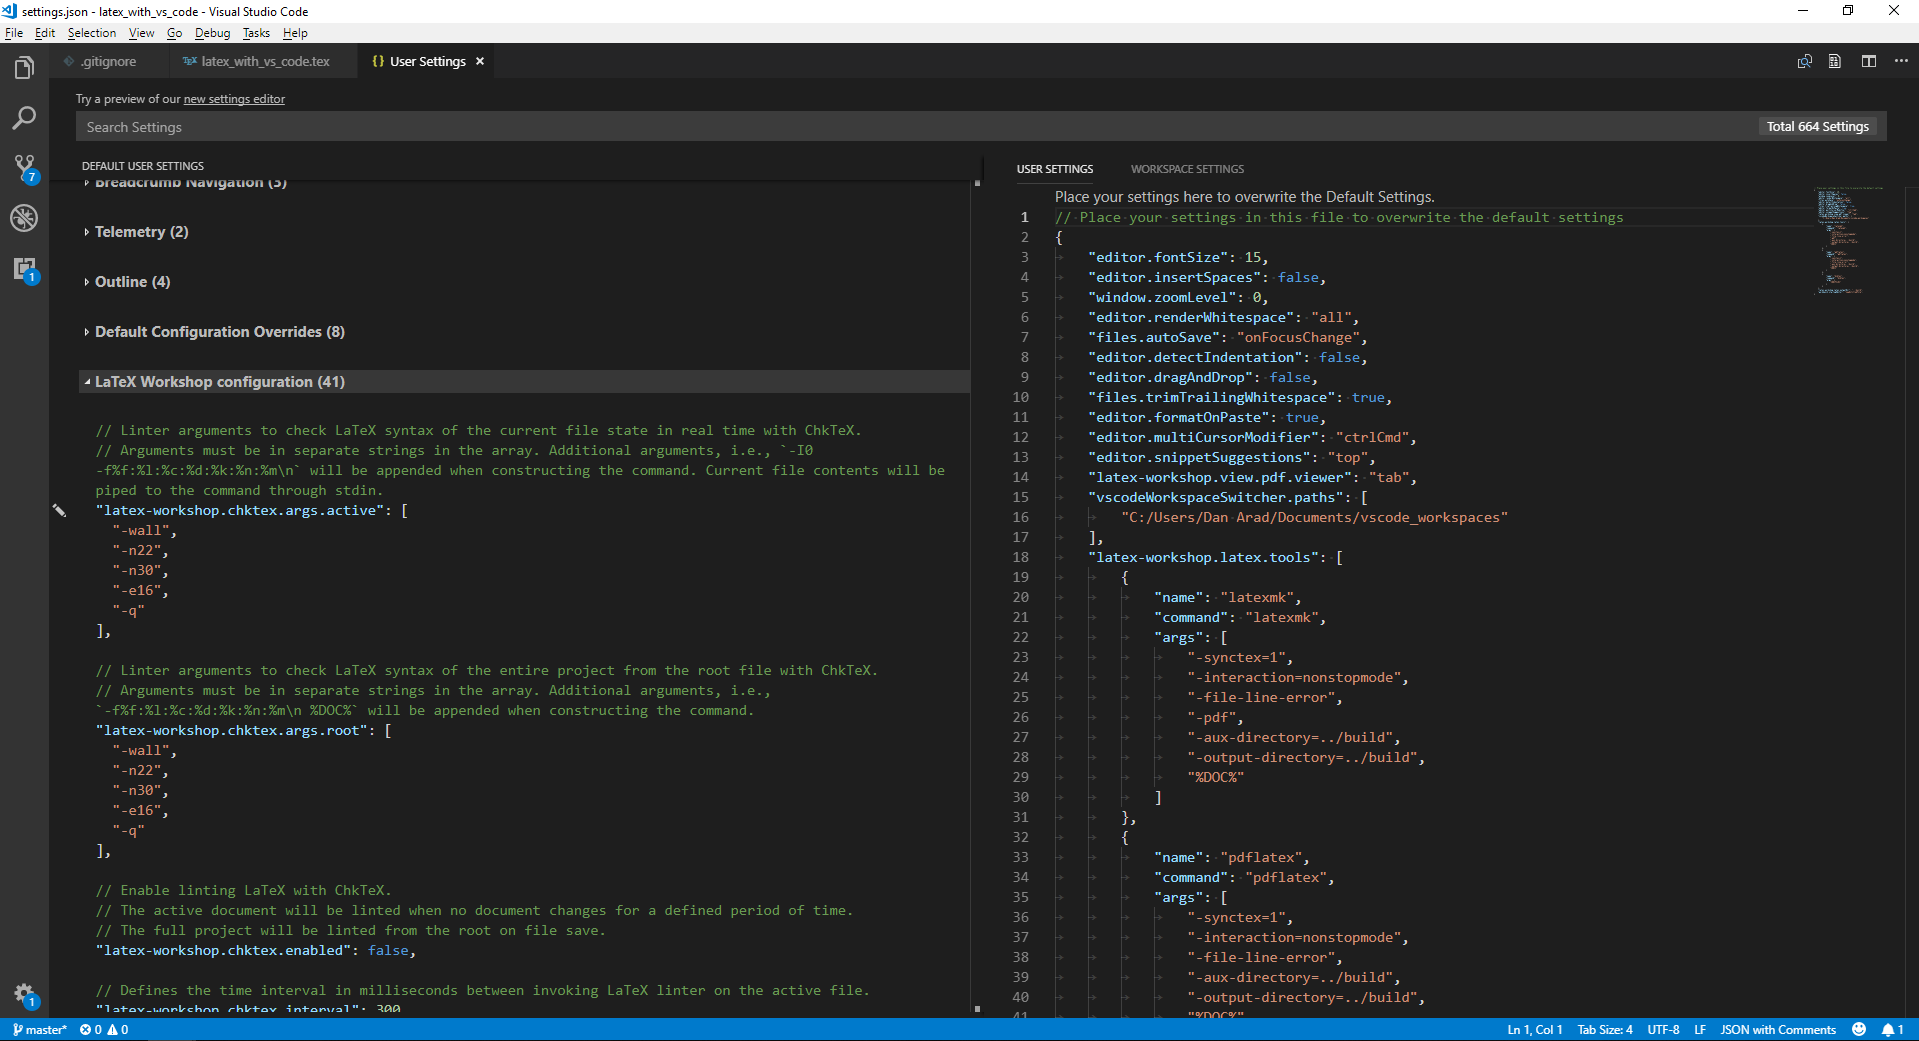 settings.json - latex_with_vs_code - Visual Studio Code
File Edit Selection View Go Debug Tasks Help
.gitignore
TEX latex_with_vs_code.tex
{} User Settings ×
Try a preview of our new settings editor
Search Settings
Total 664 Settings
7
1
1
DEFAULT USER SETTINGS
Breadcrumb Navigation (3)
Telemetry (2)
Outline (4)
Default Configuration Overrides (8)
LaTeX Workshop configuration (41)
// Linter arguments to check LaTeX syntax of the current file state in real time with ChkTeX.
// Arguments must be in separate strings in the array. Additional arguments, i.e., `-I0
-f%f:%l:%c:%d:%k:%n:%m\n` will be appended when constructing the command. Current file contents will be
piped to the command through stdin.
"latex-workshop.chktex.args.active": [
"-wall",
"-n22",
"-n30",
"-e16",
"-q"
],
// Linter arguments to check LaTeX syntax of the entire project from the root file with ChkTeX.
// Arguments must be in separate strings in the array. Additional arguments, i.e.,
`-f%f:%l:%c:%d:%k:%n:%m\n %DOC%` will be appended when constructing the command.
"latex-workshop.chktex.args.root": [
"-wall",
"-n22",
"-n30",
"-e16",
"-q"
],
// Enable linting LaTeX with ChkTeX.
// The active document will be linted when no document changes for a defined period of time.
// The full project will be linted from the root on file save.
"latex-workshop.chktex.enabled": false,
// Defines the time interval in milliseconds between invoking LaTeX linter on the active file.
"latex-workshop.chktex.interval": 300
USER SETTINGS WORKSPACE SETTINGS
Place your settings here to overwrite the Default Settings.
1 // Place your settings in this file to overwrite the default settings
2 {
3 "editor.fontSize": 15,
4 "editor.insertSpaces": false,
5 "window.zoomLevel": 0,
6 "editor.renderWhitespace": "all",
7 "files.autoSave": "onFocusChange",
8 "editor.detectIndentation": false,
9 "editor.dragAndDrop": false,
10 "files.trimTrailingWhitespace": true,
11 "editor.formatOnPaste": true,
12 "editor.multiCursorModifier": "ctrlCmd",
13 "editor.snippetSuggestions": "top",
14 "latex-workshop.view.pdf.viewer": "tab",
15 "vscodeWorkspaceSwitcher.paths": [
16 "C:/Users/Dan Arad/Documents/vscode_workspaces"
17 ],
18 "latex-workshop.latex.tools": [
19 {
20 "name": "latexmk",
21 "command": "latexmk",
22 "args": [
23 "-synctex=1",
24 "-interaction=nonstopmode",
25 "-file-line-error",
26 "-pdf",
27 "-aux-directory=../build",
28 "-output-directory=../build",
29 "%DOC%"
30 ]
31 },
32 {
33 "name": "pdflatex",
34 "command": "pdflatex",
35 "args": [
36 "-synctex=1",
37 "-interaction=nonstopmode",
38 "-file-line-error",
39 "-aux-directory=../build",
40 "-output-directory=../build",
41 "%DOC%"
master* 0 0
Ln 1, Col 1 Tab Size: 4 UTF-8 LF JSON with Comments 1